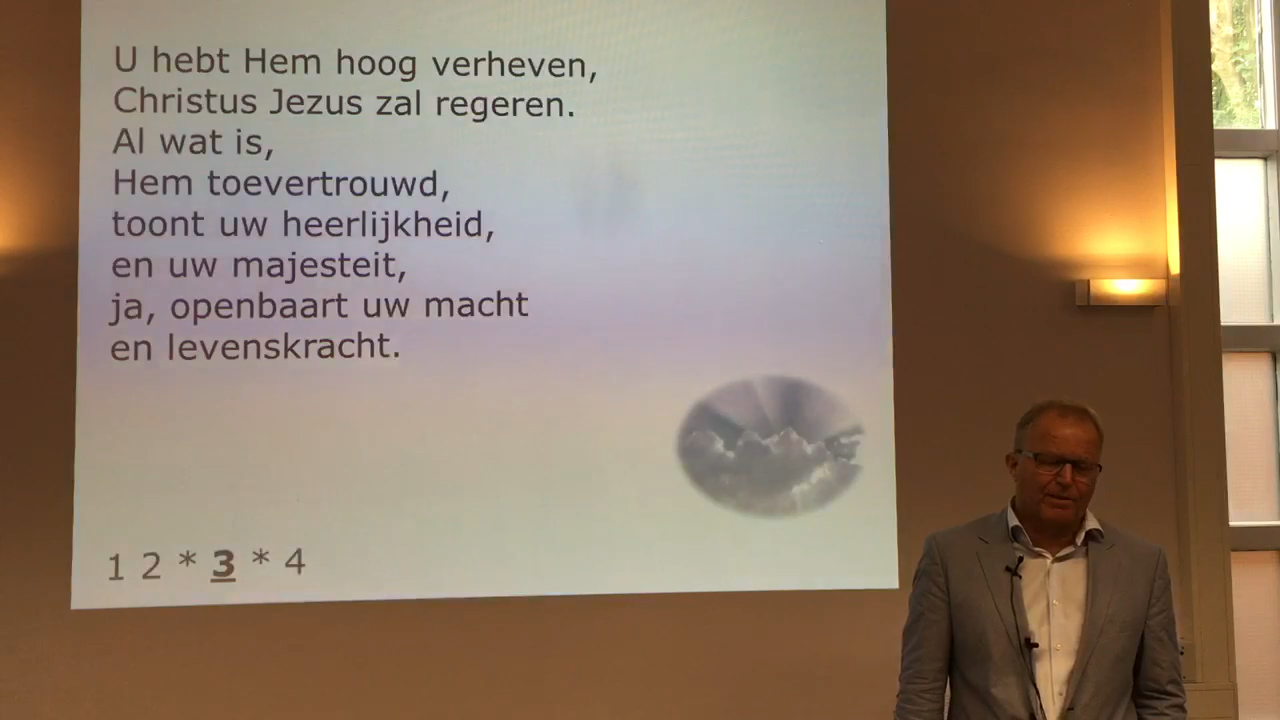 U hebt Hem hoog verheven,
Christus Jezus zal regeren.
Al wat is,
Hem toevertrouwd,
toont uw heerlijkheid,
en uw majesteit,
ja, openbaart uw macht
en levenskracht.
1 2 * 3 * 4